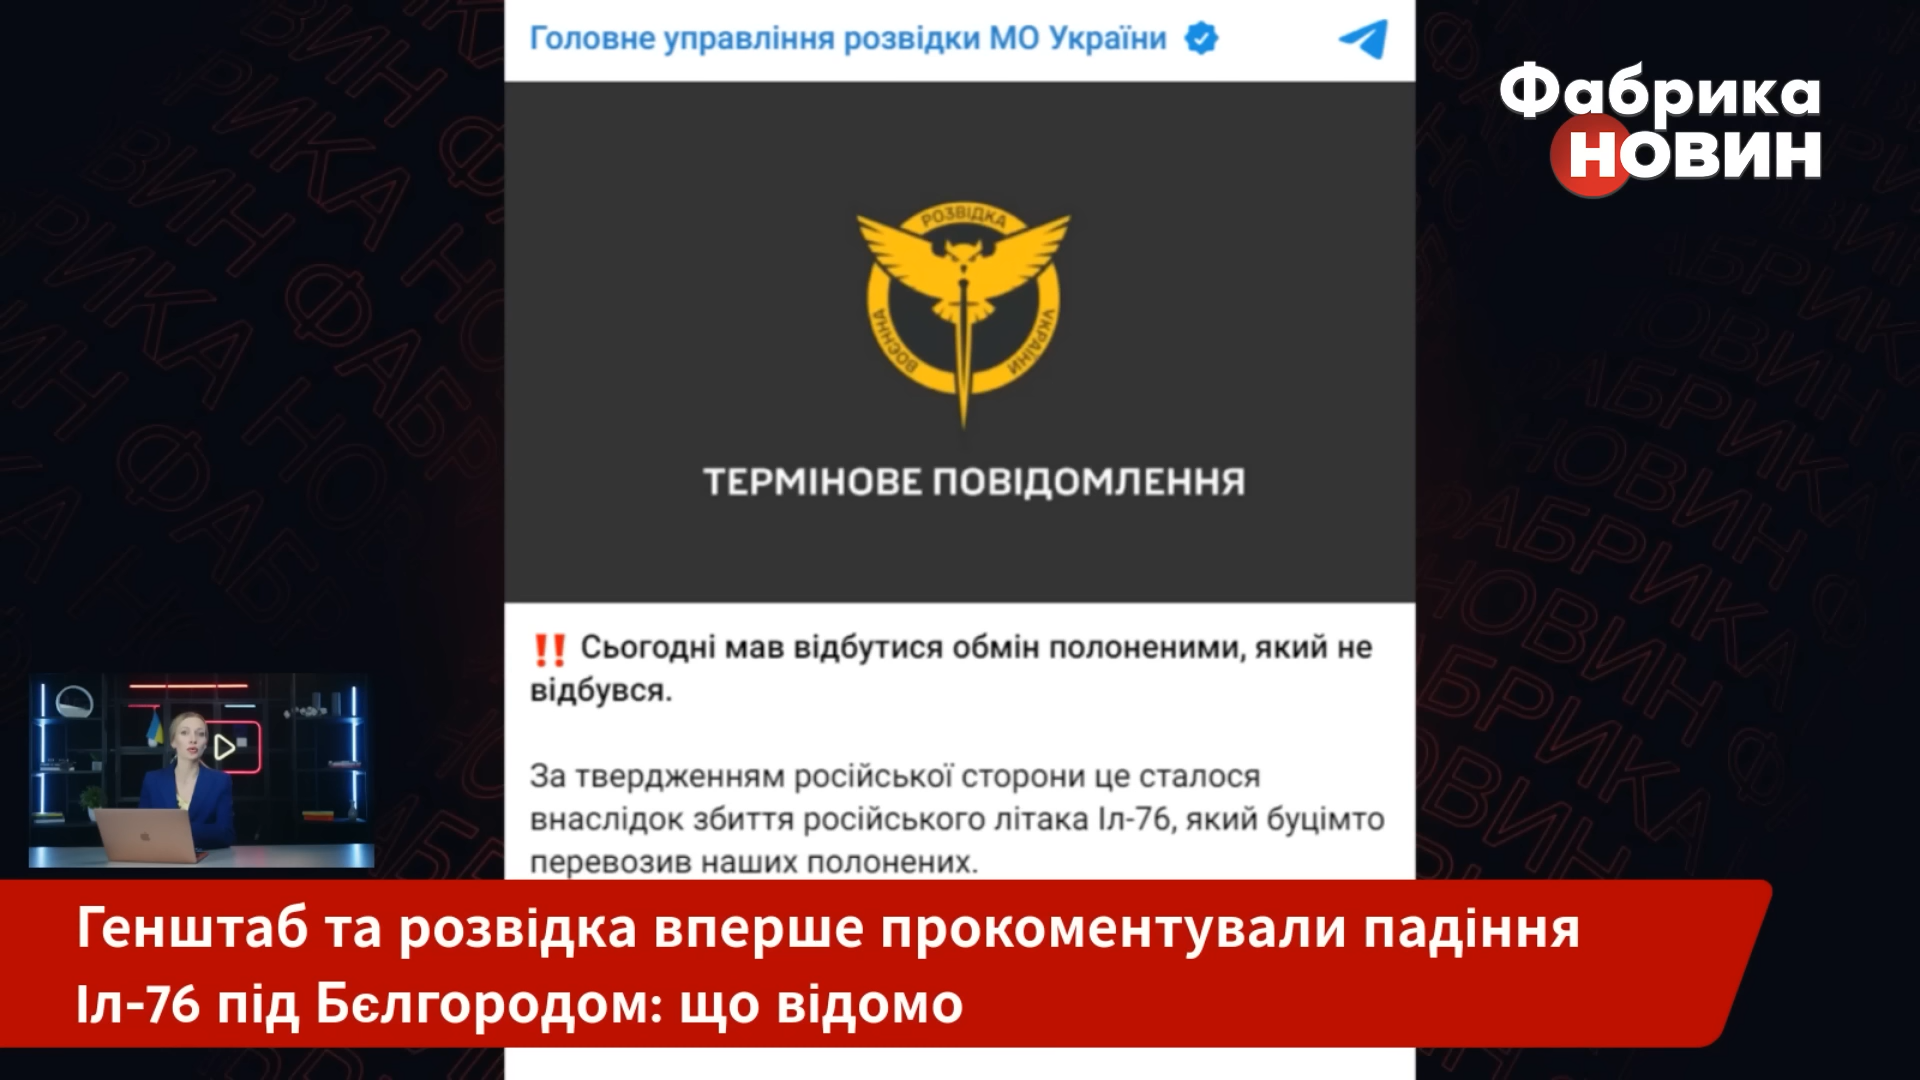 Головне управління розвідки МО України
Фабрика
новин
РОЗВІДКА
ВОЄННА
УКРАЇНИ
ТЕРМІНОВЕ ПОВІДОМЛЕННЯ
‼ Сьогодні мав відбутися обмін полоненими, який не
відбувся.
За твердженням російської сторони це сталося
внаслідок збиття російського літака Іл-76, який буцімто
перевозив наших полонених.
Генштаб та розвідка вперше прокоментували падіння
Іл-76 під Бєлгородом: що відомо